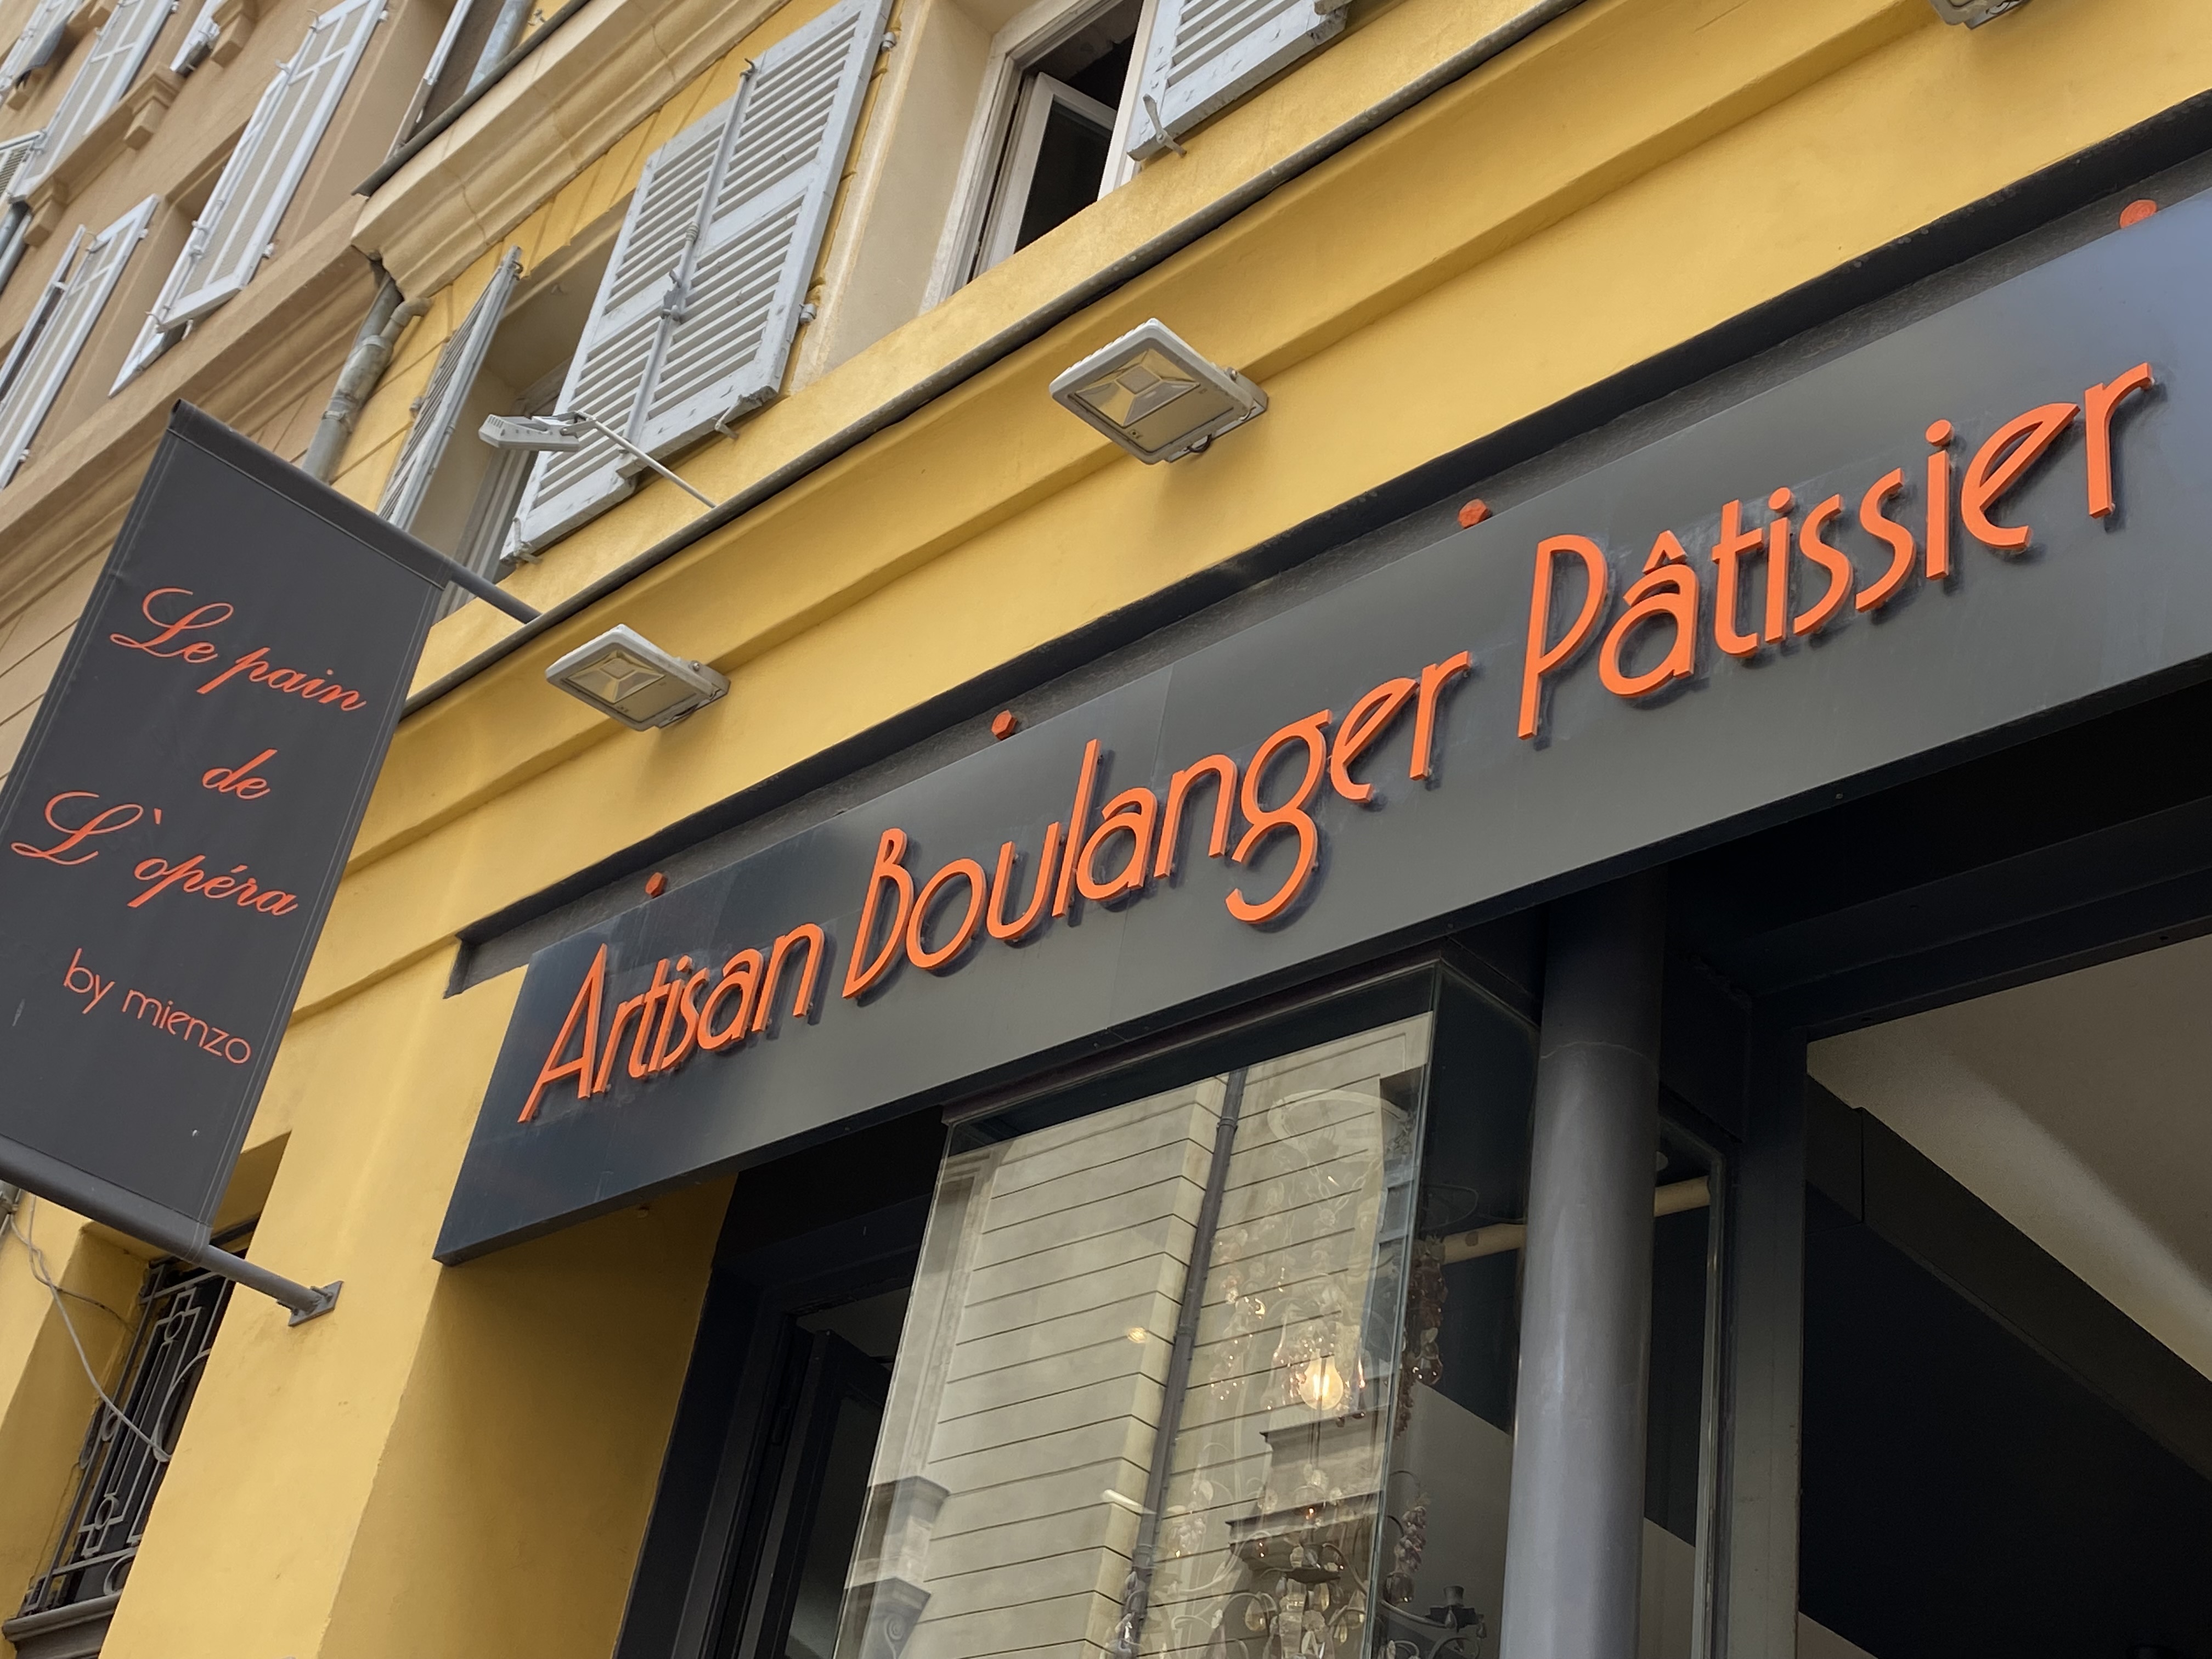 Le pain
de
L`opéra
by mienzo
Artisan Boulanger Pâtissier